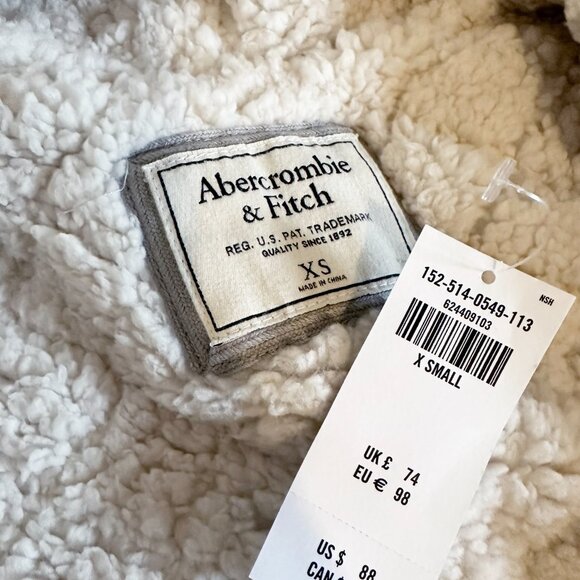 Abercrombie
& Fitch
REG. U.S. PAT. TRADEMARK
QUALITY SINCE 1892
XS
MADE IN CHINA
NSH
152-514-0549-113
624409103
X SMALL
UK £ 74
EU € 98
US $ 88
CAN $